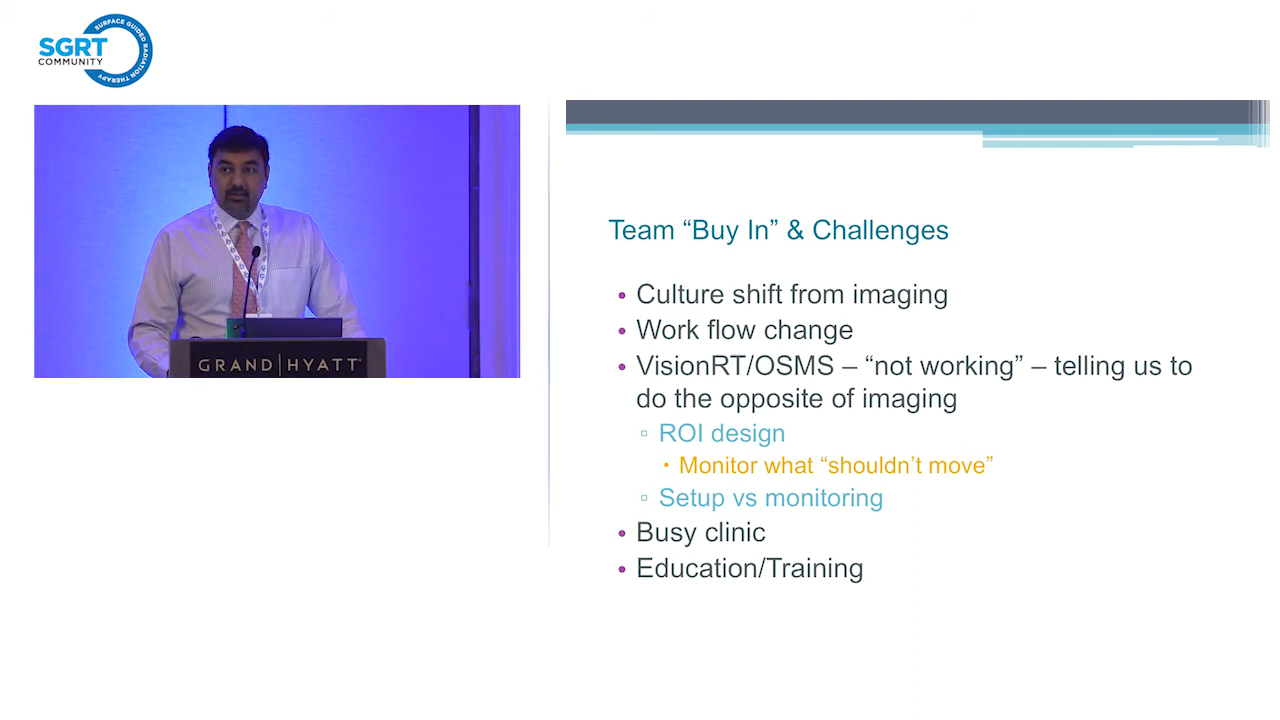 SURFACE GUIDED RADIATION THERAPY
SGRT
COMMUNITY
GRAND HYATT
Team “Buy In” & Challenges
• Culture shift from imaging
• Work flow change
• VisionRT/OSMS – “not working” – telling us to
do the opposite of imaging
▫ ROI design
• Monitor what “shouldn’t move”
▫ Setup vs monitoring
• Busy clinic
• Education/Training